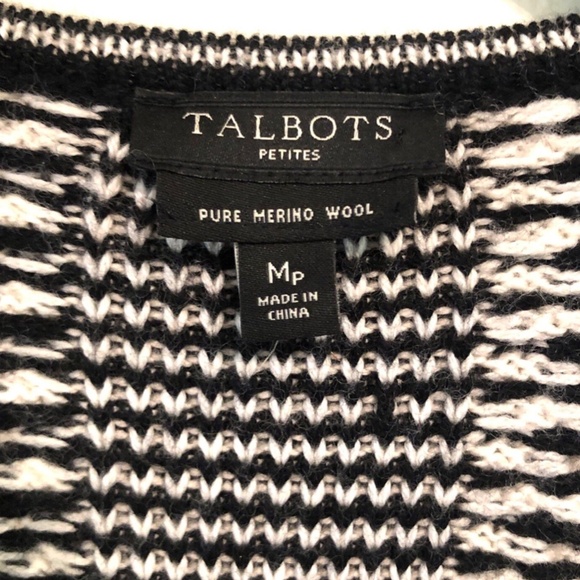 TALBOTS
PETITES
PURE MERINO WOOL
MP
MADE IN
CHINA